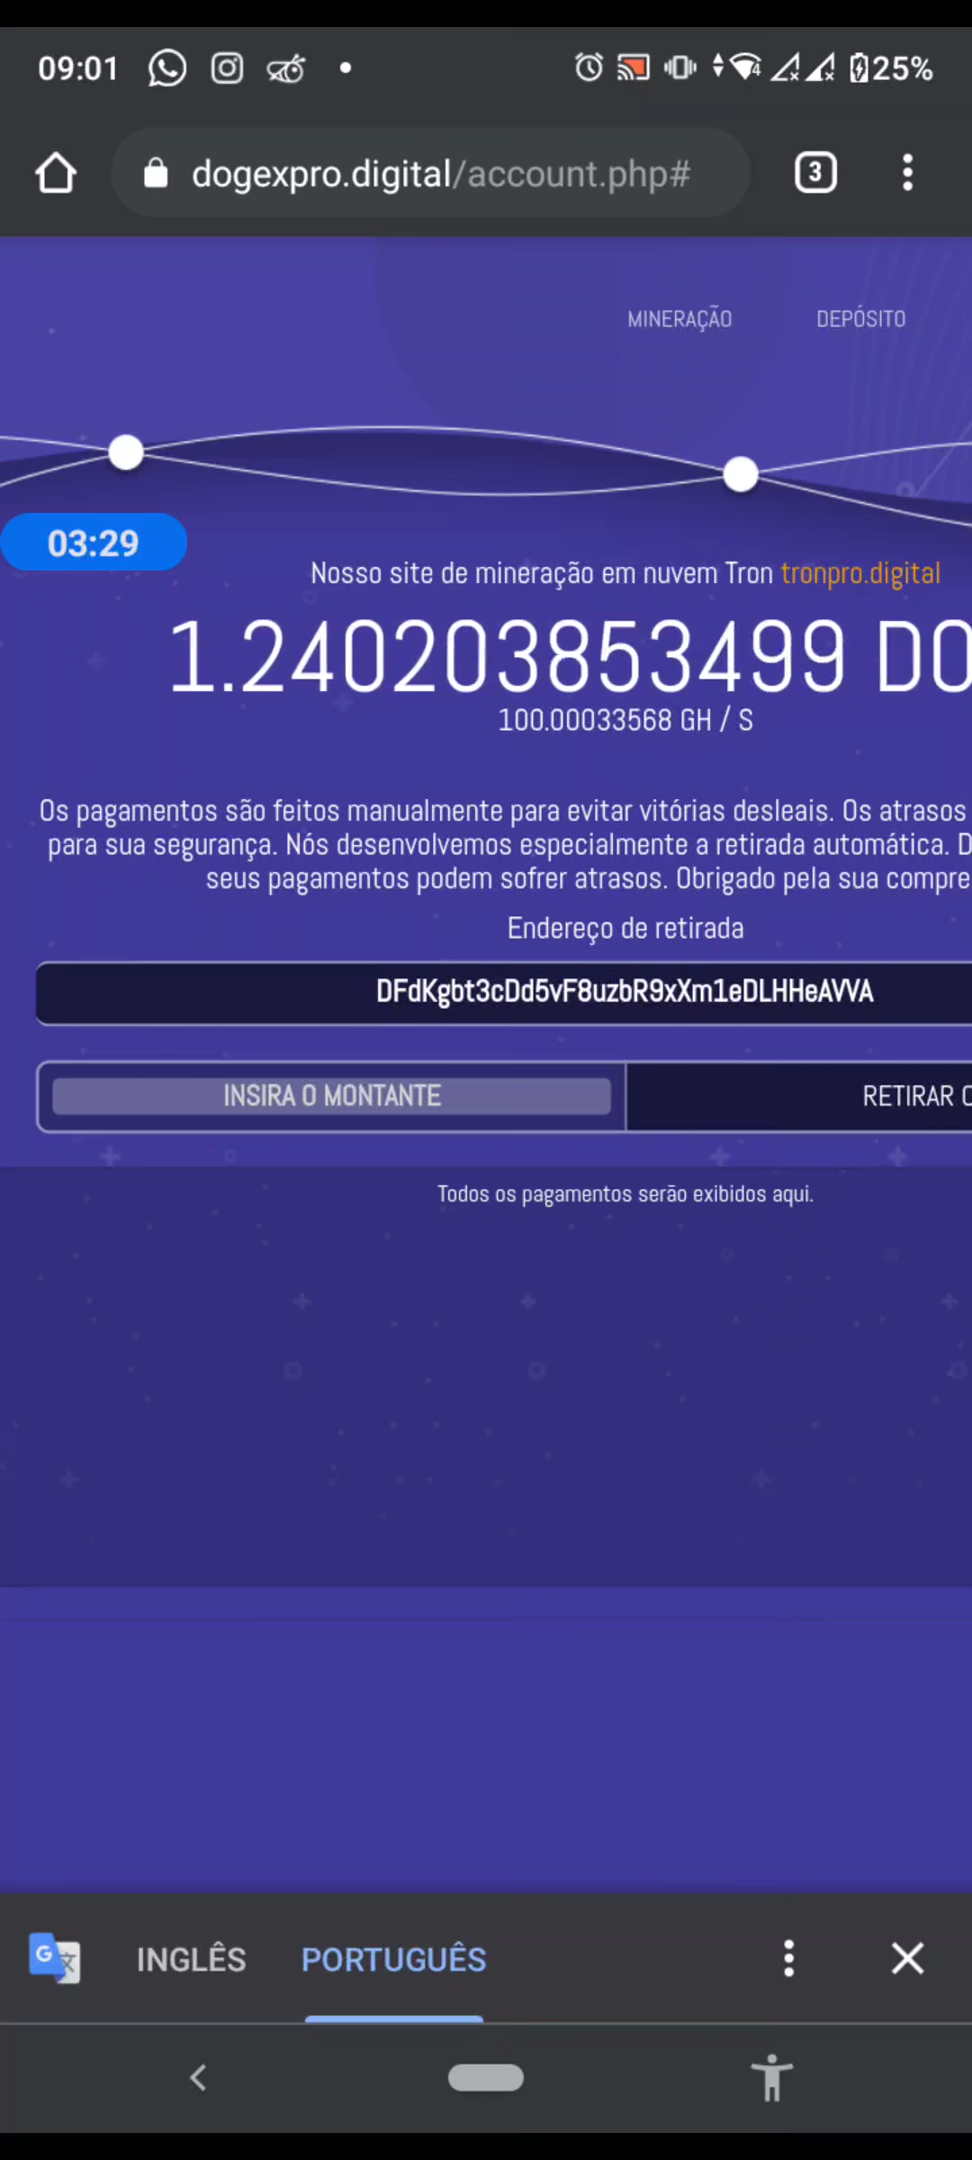 09:01
25%
dogexpro.digital/account.php#
3
MINERAÇÃO DEPÓSITO
03:29
Nosso site de mineração em nuvem Tron tronpro.digital
1.240203853499 DO
100.00033568 GH / S
Os pagamentos são feitos manualmente para evitar vitórias desleais. Os atrasos
para sua segurança. Nós desenvolvemos especialmente a retirada automática. D
seus pagamentos podem sofrer atrasos. Obrigado pela sua compre
Endereço de retirada
DFdKgbt3cDd5vF8uzbR9xXm1eDLHHeAVVA
INSIRA O MONTANTE RETIRAR
Todos os pagamentos serão exibidos aqui.
INGLÊS PORTUGUÊS